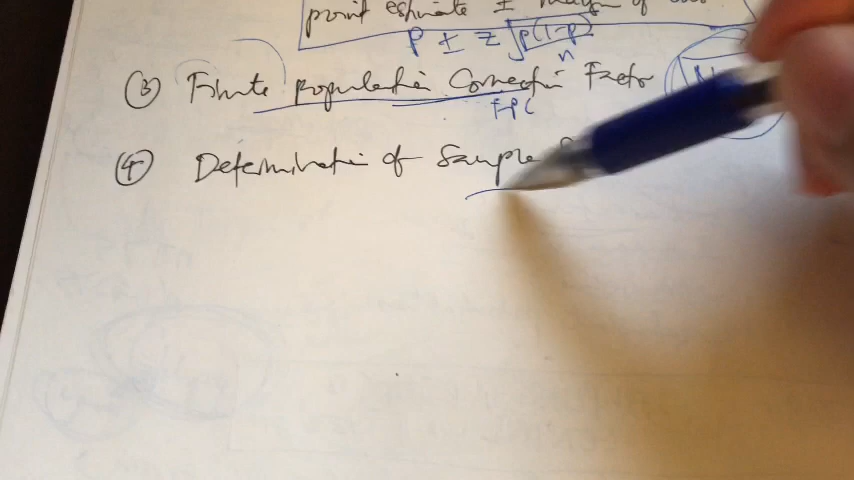 point estimate ± margin of
p ± z √p(1-p)/n
③ Finite population Correction Factor N
FPC
④ Determination of Sample